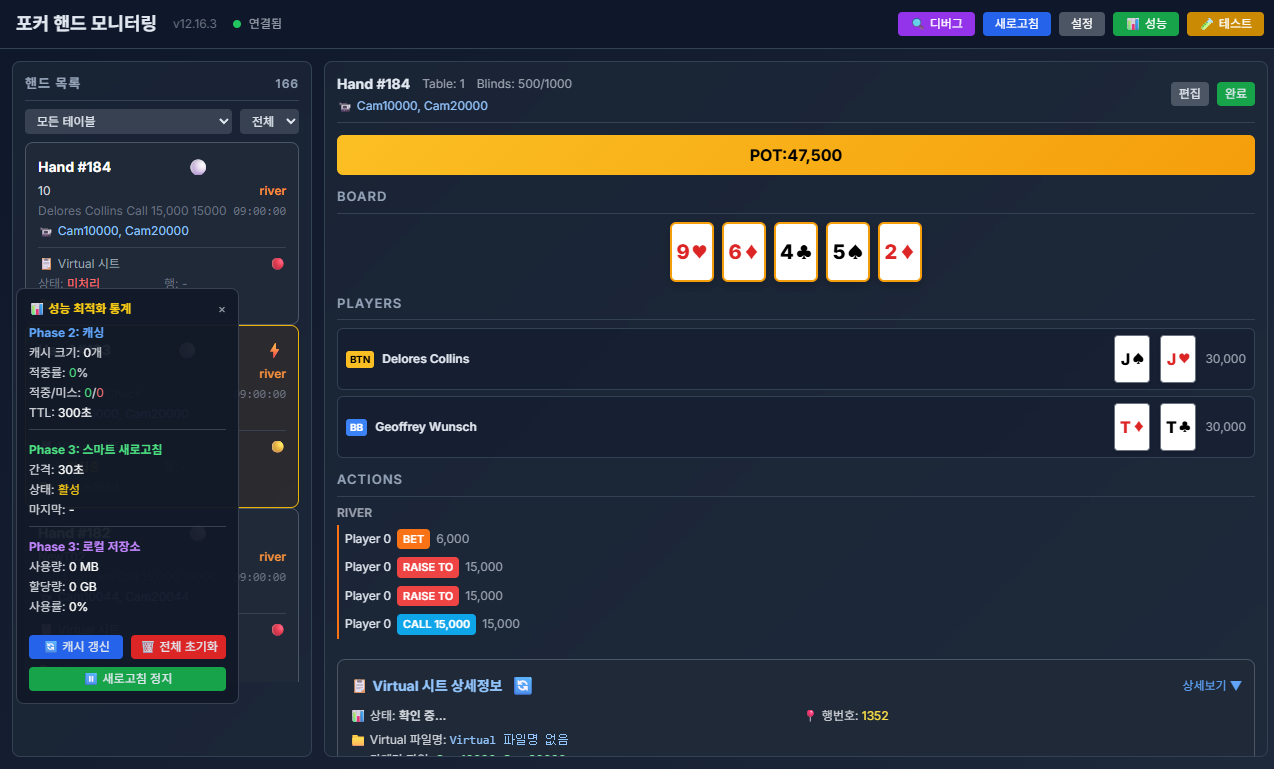 포커 핸드 모니터링 v12.16.3 연결됨
디버그 새로고침 설정 성능 테스트
핸드 목록 166
모든 테이블 전체
Hand #184
10 river
Delores Collins Call 15,000 15000 09:00:00
Cam10000, Cam20000
Virtual 시트
상태: 미처리 행: -
성능 최적화 통계 ×
Phase 2: 캐싱
캐시 크기: 0개
적중률: 0%
적중/미스: 0/0
TTL: 300초
Phase 3: 스마트 새로고침
간격: 30초
상태: 활성
마지막: -
Phase 3: 로컬 저장소
사용량: 0 MB
할당량: 0 GB
사용률: 0%
캐시 갱신 전체 초기화
새로고침 정지
river
9:00:00
Hand #182
river
9:00:00
Hand #184 Table: 1 Blinds: 500/1000
Cam10000, Cam20000
편집 완료
POT:47,500
BOARD
9♥ 6♦ 4♣ 5♠ 2♦
PLAYERS
BTN Delores Collins J♠ J♥ 30,000
BB Geoffrey Wunsch T♦ T♣ 30,000
ACTIONS
RIVER
Player 0 BET 6,000
Player 0 RAISE TO 15,000
Player 0 RAISE TO 15,000
Player 0 CALL 15,000 15,000
Virtual 시트 상세정보 상세보기 ▼
상태: 확인 중... 행번호: 1352
Virtual 파일명: Virtual 파일명 없음